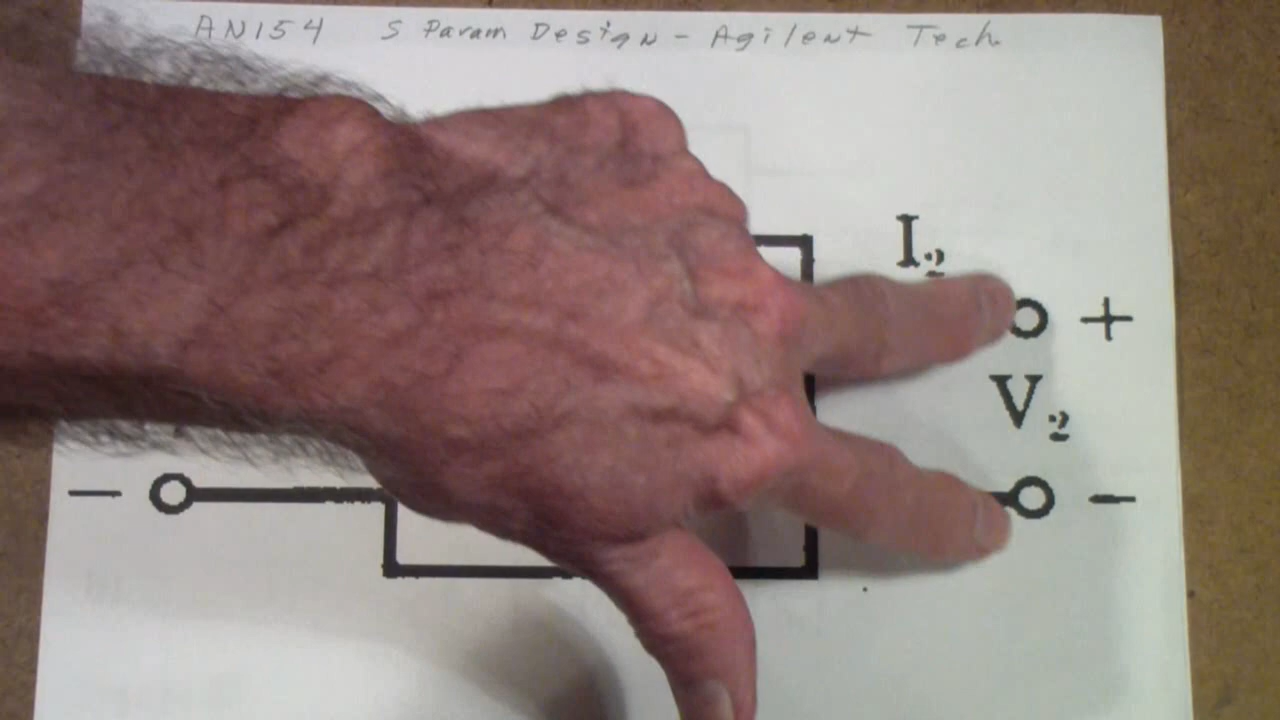 AN154 S Param Design - Agilent Tech.
I₂
+
V₂
− −